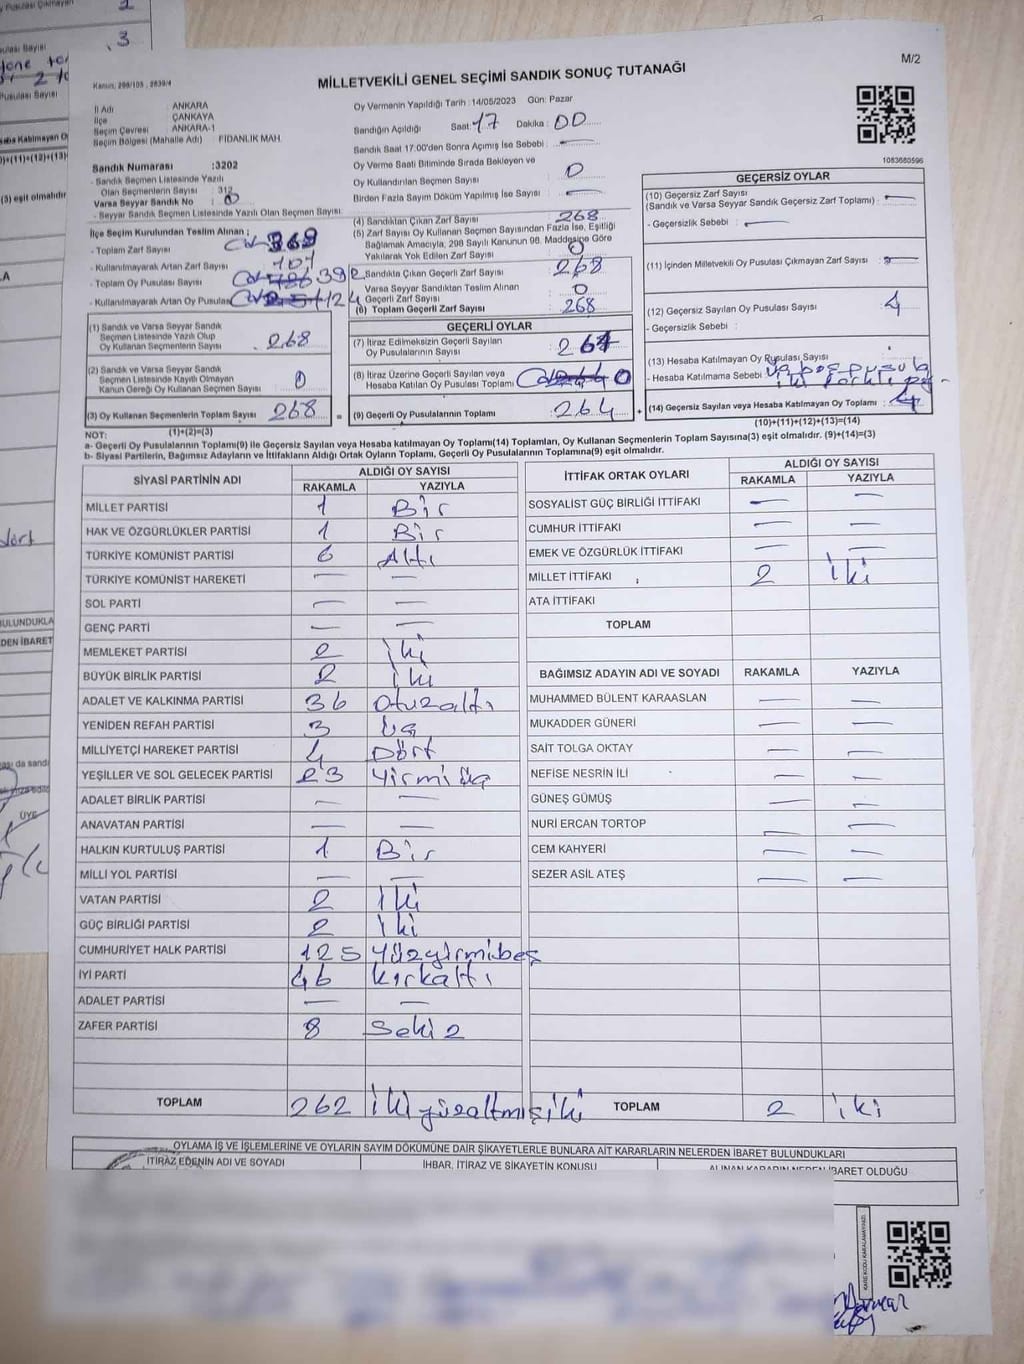 M/2
Kanun, 298/105 , 2839/4
MİLLETVEKİLİ GENEL SEÇİMİ SANDIK SONUÇ TUTANAĞI
İl Adı : ANKARA
İlçe : ÇANKAYA
Seçim Çevresi : ANKARA-1
Seçim Bölgesi (Mahalle Adı) : FİDANLIK MAH.
Sandık Numarası :3202
- Sandık Seçmen Listesinde Yazılı
Olan Seçmenlerin Sayısı : 312
Varsa Seyyar Sandık No : 0
- Seyyar Sandık Seçmen Listesinde Yazılı Olan Seçmen Sayısı:
Oy Vermenin Yapıldığı Tarih : 14/05/2023 Gün: Pazar
Sandığın Açıldığı Saat: 17 Dakika : 00
Sandık Saat 17:00'den Sonra Açılmış İse Sebebi : —
Oy Verme Saati Bitiminde Sırada Bekleyen ve
Oy Kullandırılan Seçmen Sayısı : 0
Birden Fazla Sayım Döküm Yapılmış İse Sayısı : —
1083680596
İlçe Seçim Kurulundan Teslim Alınan ;
- Toplam Zarf Sayısı : 369
- Kullanılmayarak Artan Zarf Sayısı : 101
- Toplam Oy Pusulası Sayısı : 392
- Kullanılmayarak Artan Oy Pusulası : 124
(4) Sandıktan Çıkan Zarf Sayısı : 268
(5) Zarf Sayısı Oy Kullanan Seçmen Sayısından Fazla İse, Eşitliği
Bağlamak Amacıyla, 298 Sayılı Kanunun 98. Maddesine Göre
Yakılarak Yok Edilen Zarf Sayısı : 0
Sandıkta Çıkan Geçerli Zarf Sayısı : 268
Varsa Seyyar Sandıktan Teslim Alınan
Geçerli Zarf Sayısı : 0
(6) Toplam Geçerli Zarf Sayısı : 268
GEÇERSİZ OYLAR
(10) Geçersiz Zarf Sayısı
(Sandık ve Varsa Seyyar Sandık Geçersiz Zarf Toplamı) : —
- Geçersizlik Sebebi : —
(11) İçinden Milletvekili Oy Pusulası Çıkmayan Zarf Sayısı : —
(12) Geçersiz Sayılan Oy Pusulası Sayısı : 4
- Geçersizlik Sebebi :
(13) Hesaba Katılmayan Oy Pusulası Sayısı :
- Hesaba Katılmama Sebebi : boş pusula
iki farklı
(14) Geçersiz Sayılan veya Hesaba Katılmayan Oy Toplamı : 4
(10)+(11)+(12)+(13)=(14)
(1) Sandık ve Varsa Seyyar Sandık
Seçmen Listesinde Yazılı Olup
Oy Kullanan Seçmenlerin Sayısı : 268
(2) Sandık ve Varsa Seyyar Sandık
Seçmen Listesinde Kayıtlı Olmayan
Kanun Gereği Oy Kullanan Seçmen Sayısı : 0
(3) Oy Kullanan Seçmenlerin Toplam Sayısı : 268 =
(1)+(2)=(3)
GEÇERLİ OYLAR
(7) İtiraz Edilmeksizin Geçerli Sayılan
Oy Pusulalarının Sayısı : 264
(8) İtiraz Üzerine Geçerli Sayılan veya
Hesaba Katılan Oy Pusulası Toplamı : 0
(9) Geçerli Oy Pusulalarının Toplamı : 264 +
NOT:
a- Geçerli Oy Pusulalarının Toplamı(9) ile Geçersiz Sayılan veya Hesaba katılmayan Oy Toplamı(14) Toplamları, Oy Kullanan Seçmenlerin Toplam Sayısına(3) eşit olmalıdır. (9)+(14)=(3)
b- Siyasi Partilerin, Bağımsız Adayların ve İttifakların Aldığı Ortak Oyların Toplamı, Geçerli Oy Pusulalarının Toplamına(9) eşit olmalıdır.
SİYASİ PARTİNİN ADI ALDIĞI OY SAYISI
RAKAMLA YAZIYLA
MİLLET PARTİSİ 1 Bir
HAK VE ÖZGÜRLÜKLER PARTİSİ 1 Bir
TÜRKİYE KOMÜNİST PARTİSİ 6 Altı
TÜRKİYE KOMÜNİST HAREKETİ — —
SOL PARTİ — —
GENÇ PARTİ — —
MEMLEKET PARTİSİ 2 iki
BÜYÜK BİRLİK PARTİSİ 2 iki
ADALET VE KALKINMA PARTİSİ 36 Otuzaltı
YENİDEN REFAH PARTİSİ 3 Üç
MİLLİYETÇİ HAREKET PARTİSİ 4 Dört
YEŞİLLER VE SOL GELECEK PARTİSİ 23 Yirmiüç
ADALET BİRLİK PARTİSİ — —
ANAVATAN PARTİSİ — —
HALKIN KURTULUŞ PARTİSİ 1 Bir
MİLLİ YOL PARTİSİ — —
VATAN PARTİSİ 2 iki
GÜÇ BİRLİĞİ PARTİSİ 2 iki
CUMHURİYET HALK PARTİSİ 125 Yüzyirmibeş
İYİ PARTİ 46 Kırkaltı
ADALET PARTİSİ — —
ZAFER PARTİSİ 8 Sekiz
TOPLAM 262 İkiyüzaltmışiki
İTTİFAK ORTAK OYLARI ALDIĞI OY SAYISI
RAKAMLA YAZIYLA
SOSYALİST GÜÇ BİRLİĞİ İTTİFAKI — —
CUMHUR İTTİFAKI — —
EMEK VE ÖZGÜRLÜK İTTİFAKI — —
MİLLET İTTİFAKI 2 iki
ATA İTTİFAKI
TOPLAM
BAĞIMSIZ ADAYIN ADI VE SOYADI RAKAMLA YAZIYLA
MUHAMMED BÜLENT KARAASLAN — —
MUKADDER GÜNERİ — —
SAİT TOLGA OKTAY — —
NEFİSE NESRİN İLİ — —
GÜNEŞ GÜMÜŞ — —
NURİ ERCAN TORTOP — —
CEM KAHYERİ — —
SEZER ASİL ATEŞ — —
TOPLAM 2 iki
OYLAMA İŞ VE İŞLEMLERİNE VE OYLARIN SAYIM DÖKÜMÜNE DAİR ŞİKAYETLERLE BUNLARA AİT KARARLARIN NELERDEN İBARET BULUNDUKLARI
İTİRAZ EDENİN ADI VE SOYADI İHBAR, İTİRAZ VE ŞİKAYETİN KONUSU ALINAN KARARIN NEDEN İBARET OLDUĞU
KARE KODU KARALAMAYINIZ